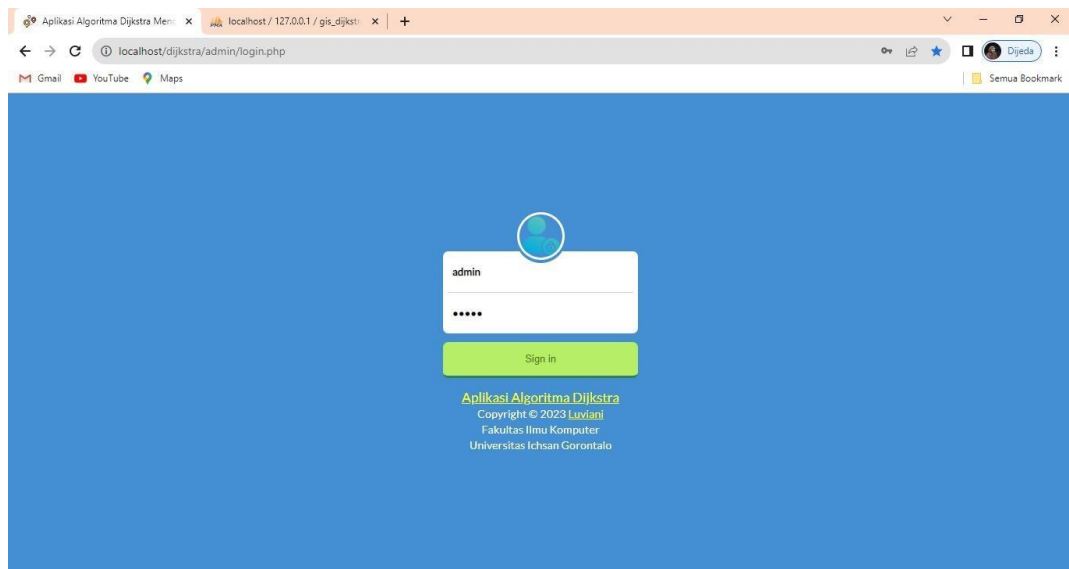 Aplikasi Algoritma Dijkstra Menc
localhost / 127.0.0.1 / gis_dijkstr
localhost/dijkstra/admin/login.php
Dijeda
Gmail
YouTube
Maps
Semua Bookmark
admin
•••••
Sign in
Aplikasi Algoritma Dijkstra
Copyright © 2023 Luviani
Fakultas Ilmu Komputer
Universitas Ichsan Gorontalo